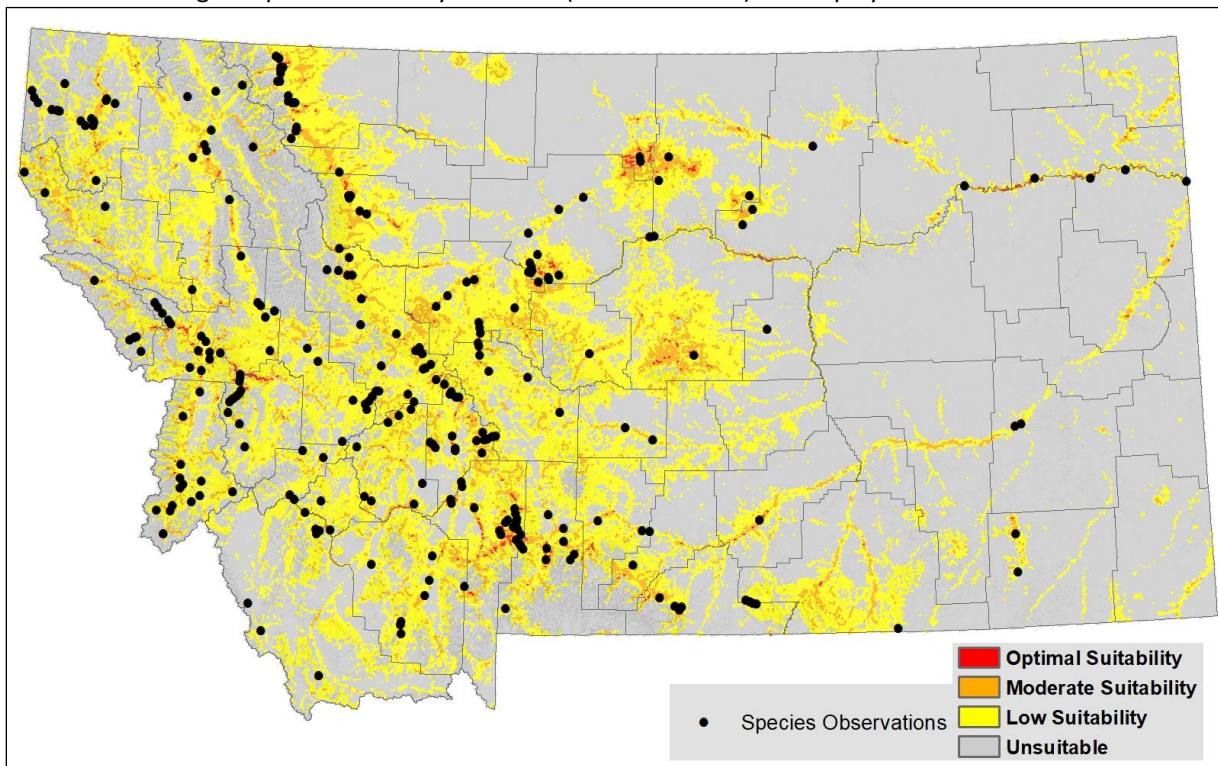 Optimal Suitability
Moderate Suitability
Species Observations
Low Suitability
Unsuitable